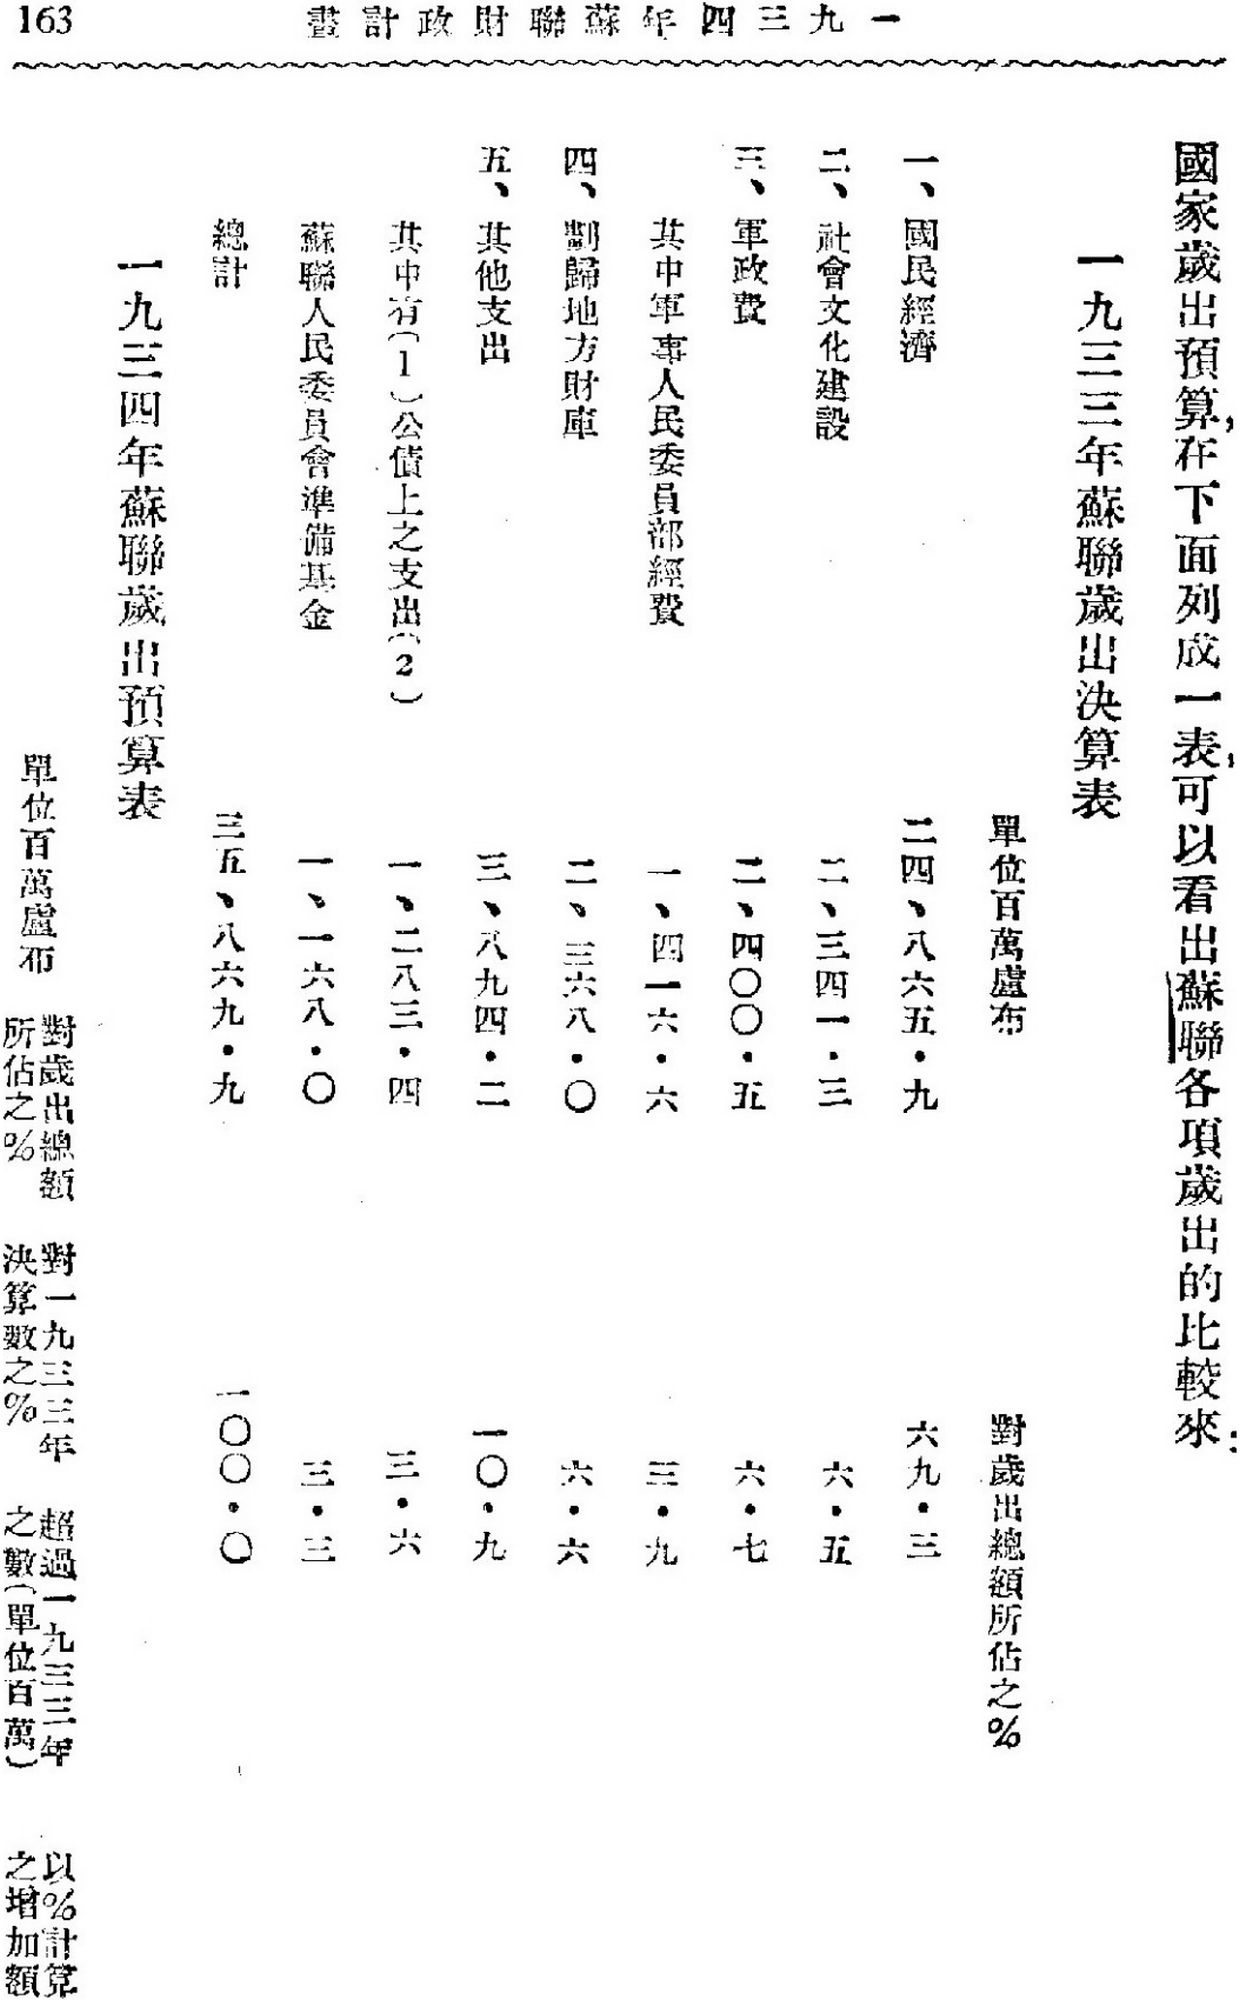 163
一九三四年蘇聯財政計畫
國家歲出預算，在下面列成一表，可以看出蘇聯各項歲出的比較來：
一九三三年蘇聯歲出決算表
單位百萬盧布　對歲出總額所佔之%
一、國民經濟　二四、八六五・九　六九・三
二、社會文化建設　二、三四一・三　六・五
三、軍政費　二、四〇〇・五　六・七
其中軍事人民委員部經費　一、四一六・六　三・九
四、劃歸地方財庫　二、三六八・〇　六・六
五、其他支出　三、八九四・二　一〇・九
其中有(1)公債上之支出(2)　一、二八三・四　三・六
蘇聯人民委員會準備基金　一、一六八・〇　三・三
總計　三五、八六九・九　一〇〇・〇
一九三四年蘇聯歲出預算表
單位百萬盧布
對歲出總額
所佔之%
對一九三三年
決算數之%
超過一九三三年
之數(單位百萬)
以%計算
之增加額